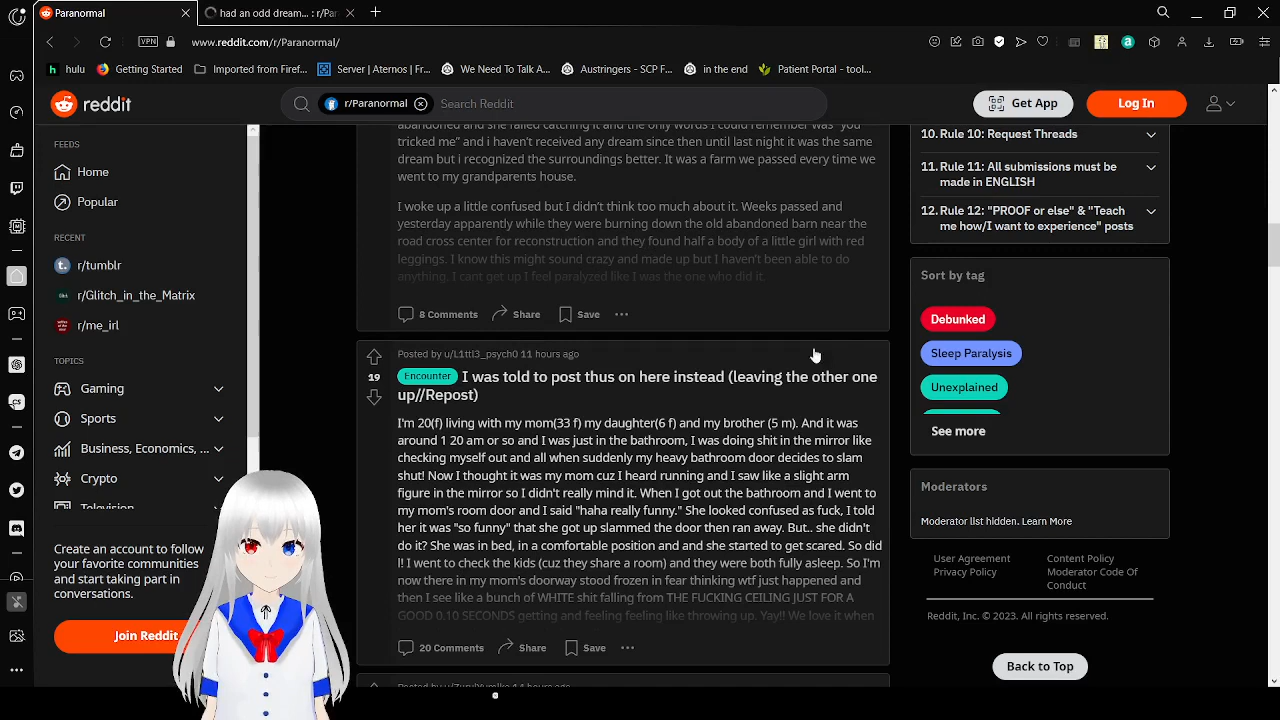 Paranormal
had an odd dream... : r/Par
VPN
www.reddit.com/r/Paranormal/
hulu
Getting Started
Imported from Firef...
Server | Aternos | Fr...
We Need To Talk A...
Austringers - SCP F...
in the end
Patient Portal - tool...
reddit
r/Paranormal
Search Reddit
Get App
Log In
FEEDS
Home
Popular
RECENT
r/tumblr
r/Glitch_in_the_Matrix
r/me_irl
TOPICS
Gaming
Sports
Business, Economics, ...
Crypto
Television
Create an account to follow
your favorite communities
and start taking part in
conversations.
Join Reddit
abandoned and she failed catching it and the only words I could remember was "you
tricked me" and i haven't received any dream since then until last night it was the same
dream but i recognized the surroundings better. It was a farm we passed every time we
went to my grandparents house.
I woke up a little confused but I didn't think too much about it. Weeks passed and
yesterday apparently while they were burning down the old abandoned barn near the
road cross center for reconstruction and they found half a body of a little girl with red
leggings. I know this might sound crazy and made up but I haven't been able to do
anything. I cant get up I feel paralyzed like I was the one who did it.
8 Comments
Share
Save
19
Posted by u/L1ttl3_psych0 11 hours ago
Encounter I was told to post thus on here instead (leaving the other one
up//Repost)
I'm 20(f) living with my mom(33 f) my daughter(6 f) and my brother (5 m). And it was
around 1 20 am or so and I was just in the bathroom, I was doing shit in the mirror like
checking myself out and all when suddenly my heavy bathroom door decides to slam
shut! Now I thought it was my mom cuz I heard running and I saw like a slight arm
figure in the mirror so I didn't really mind it. When I got out the bathroom and I went to
my mom's room door and I said "haha really funny." She looked confused as fuck, I told
her it was "so funny" that she got up slammed the door then ran away. But.. she didn't
do it? She was in bed, in a comfortable position and and she started to get scared. So did
I! I went to check the kids (cuz they share a room) and they were both fully asleep. So I'm
now there in my mom's doorway stood frozen in fear thinking wtf just happened and
then I see like a bunch of WHITE shit falling from THE FUCKING CEILING JUST FOR A
GOOD 0.10 SECONDS getting and feeling feeling like throwing up. Yay!! We love it when
20 Comments
Share
Save
Posted by u/ZuruiYumiko 14 hours ago
10. Rule 10: Request Threads
11. Rule 11: All submissions must be
made in ENGLISH
12. Rule 12: "PROOF or else" & "Teach
me how/I want to experience" posts
Sort by tag
Debunked
Sleep Paralysis
Unexplained
See more
Moderators
Moderator list hidden. Learn More
User Agreement
Privacy Policy
Content Policy
Moderator Code Of
Conduct
Reddit, Inc. © 2023. All rights reserved.
Back to Top